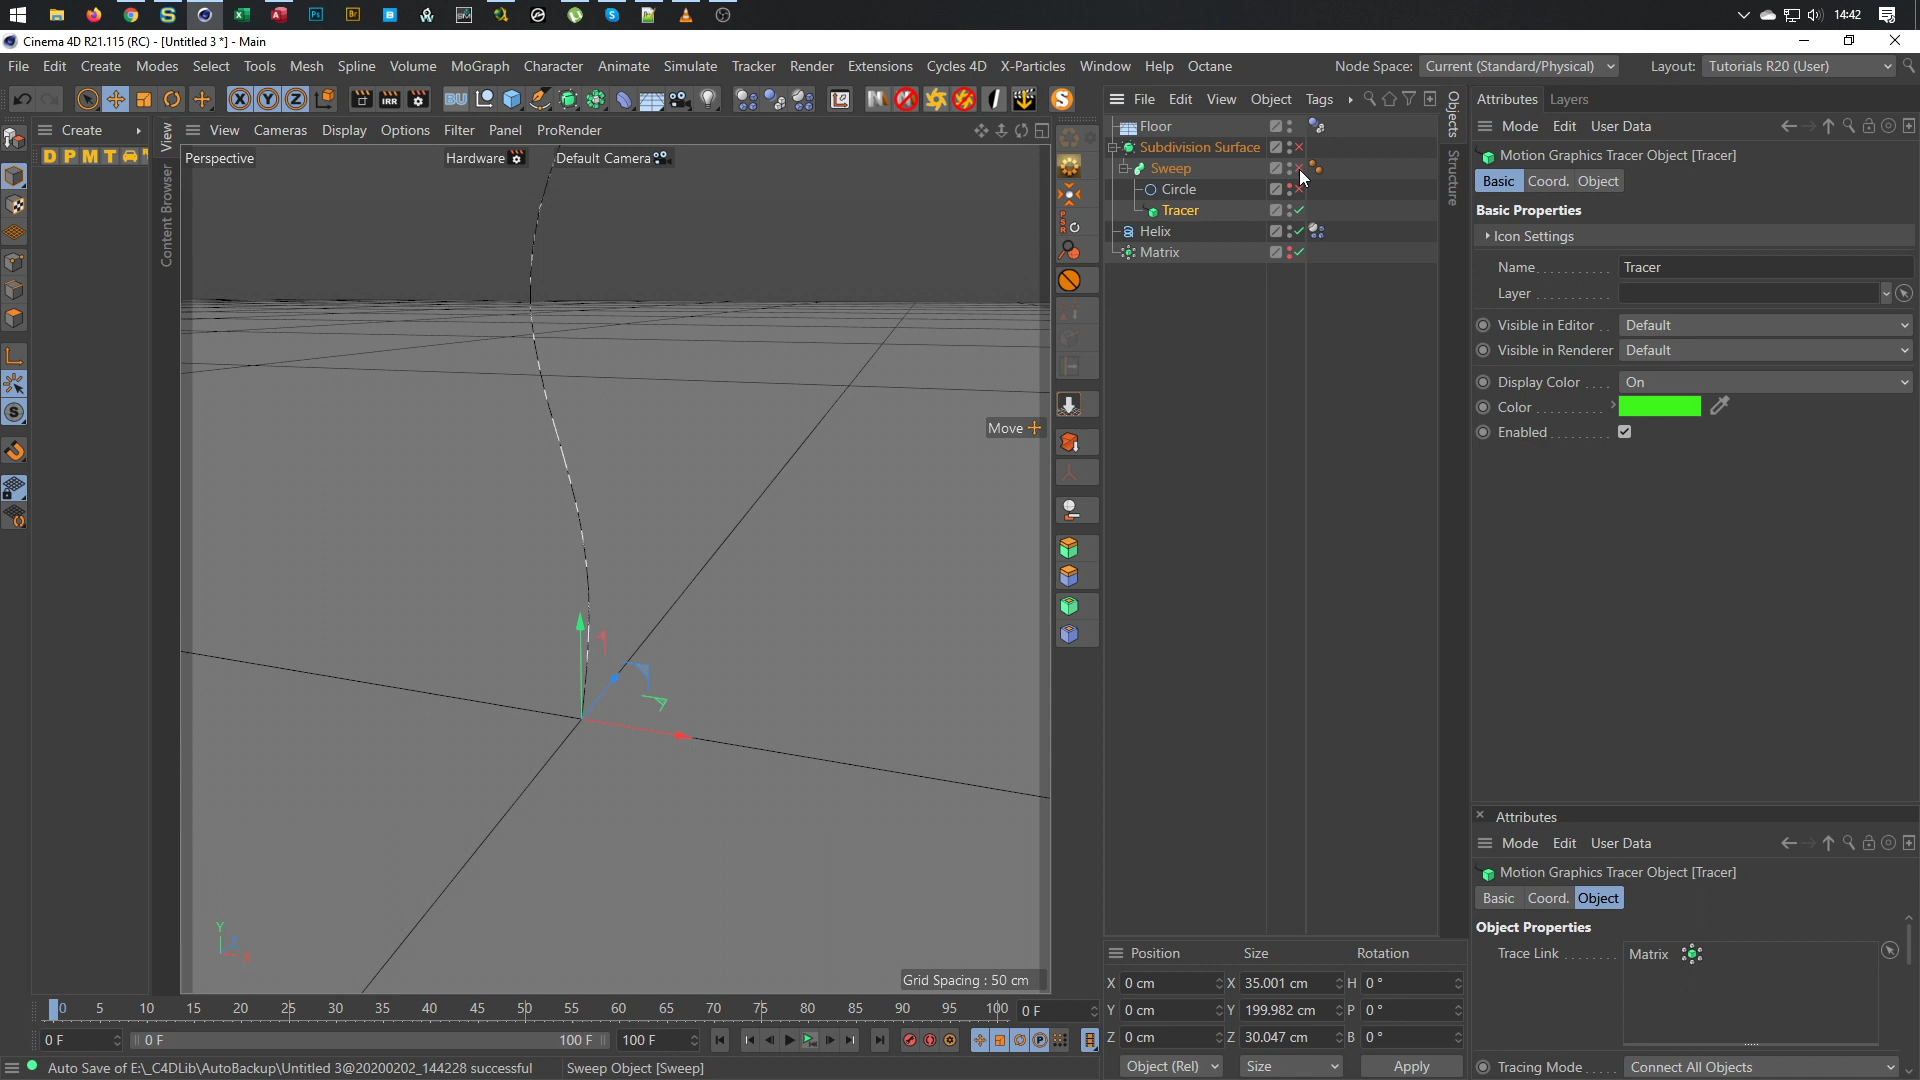 14:42
Cinema 4D R21.115 (RC) - [Untitled 3 *] - Main
File Edit Create Modes Select Tools Mesh Spline Volume MoGraph Character Animate Simulate Tracker Render Extensions Cycles 4D X-Particles Window Help Octane Node Space: Current (Standard/Physical) Layout: Tutorials R20 (User)
File Edit View Object Tags
Attributes Layers
Create
View Cameras Display Options Filter Panel ProRender
Mode Edit User Data
D P M T
Perspective
Hardware
Default Camera
View
Content Browser
Objects
Structure
Floor
Subdivision Surface
Sweep
Circle
Tracer
Helix
Matrix
Motion Graphics Tracer Object [Tracer]
Basic Coord. Object
Basic Properties
Icon Settings
Name Tracer
Layer
Visible in Editor Default
Visible in Renderer Default
Display Color On
Color
Enabled
Move
Grid Spacing : 50 cm
Y
Z
X
Attributes
Mode Edit User Data
Motion Graphics Tracer Object [Tracer]
Basic Coord. Object
Object Properties
Trace Link Matrix
Tracing Mode Connect All Objects
Position Size Rotation
X 0 cm X 35.001 cm H 0 °
Y 0 cm Y 199.982 cm P 0 °
Z 0 cm Z 30.047 cm B 0 °
Object (Rel) Size Apply
0 5 10 15 20 25 30 35 40 45 50 55 60 65 70 75 80 85 90 95 100 0 F
0 F 0 F 100 F 100 F
Auto Save of E:\_C4DLib\AutoBackup\Untitled 3@20200202_144228 successful Sweep Object [Sweep]